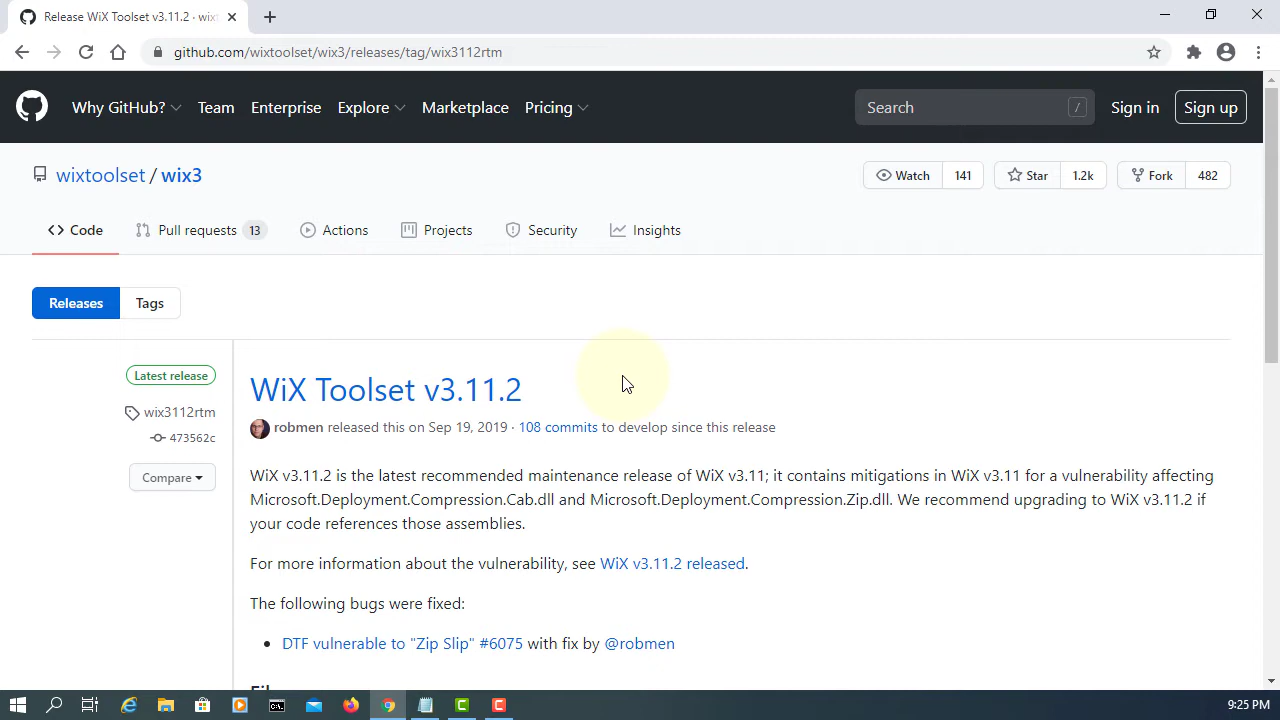 Release WiX Toolset v3.11.2 · wixt
github.com/wixtoolset/wix3/releases/tag/wix3112rtm
Why GitHub? Team Enterprise Explore Marketplace Pricing Search / Sign in Sign up
wixtoolset / wix3 Watch 141 Star 1.2k Fork 482
<> Code Pull requests 13 Actions Projects Security Insights
Releases Tags
Latest release
wix3112rtm
473562c
Compare
WiX Toolset v3.11.2
robmen released this on Sep 19, 2019 · 108 commits to develop since this release
WiX v3.11.2 is the latest recommended maintenance release of WiX v3.11; it contains mitigations in WiX v3.11 for a vulnerability affecting
Microsoft.Deployment.Compression.Cab.dll and Microsoft.Deployment.Compression.Zip.dll. We recommend upgrading to WiX v3.11.2 if
your code references those assemblies.
For more information about the vulnerability, see WiX v3.11.2 released.
The following bugs were fixed:
• DTF vulnerable to "Zip Slip" #6075 with fix by @robmen
9:25 PM